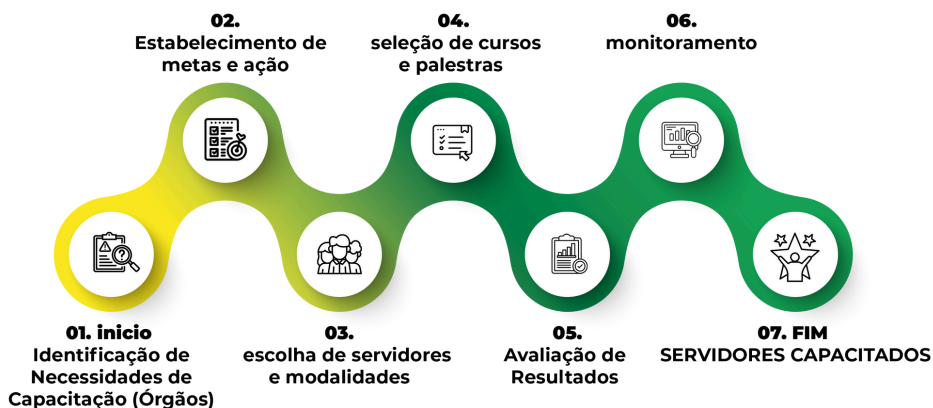 01. inicio
Identificação de
Necessidades de
Capacitação (Órgãos)
02.
Estabelecimento de
metas e ação
03.
escolha de servidores
e modalidades
04.
seleção de cursos
e palestras
05.
Avaliação de
Resultados
06.
monitoramento
07. FIM
SERVIDORES CAPACITADOS